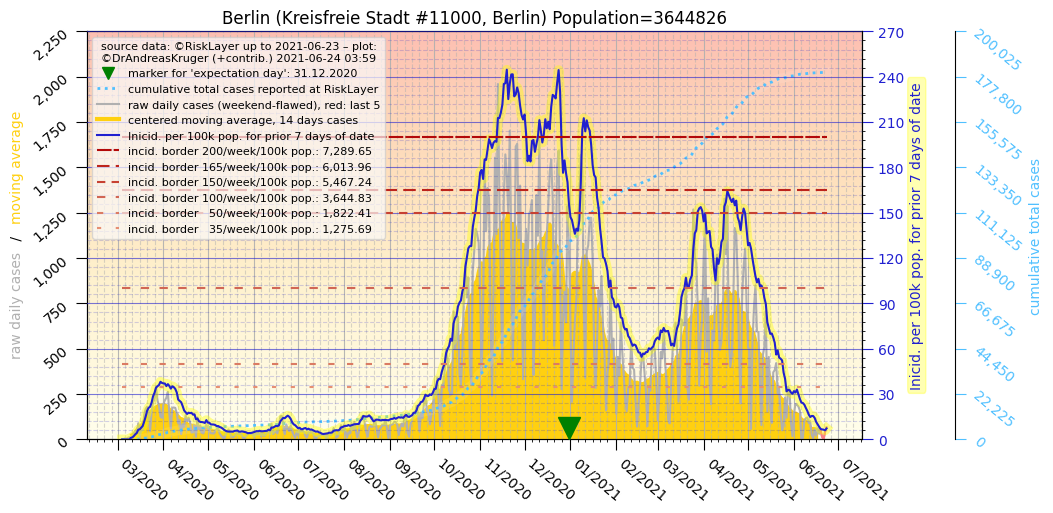 Berlin (Kreisfreie Stadt #11000, Berlin) Population=3644826
source data: ©RiskLayer up to 2021-06-23 – plot:
©DrAndreasKruger (+contrib.) 2021-06-24 03:59
marker for 'expectation day': 31.12.2020
cumulative total cases reported at RiskLayer
raw daily cases (weekend-flawed), red: last 5
centered moving average, 14 days cases
Inicid. per 100k pop. for prior 7 days of date
incid. border 200/week/100k pop.: 7,289.65
incid. border 165/week/100k pop.: 6,013.96
incid. border 150/week/100k pop.: 5,467.24
incid. border 100/week/100k pop.: 3,644.83
incid. border 50/week/100k pop.: 1,822.41
incid. border 35/week/100k pop.: 1,275.69
raw daily cases / moving average
2,250
2,000
1,750
1,500
1,250
1,000
750
500
250
0
03/2020
04/2020
05/2020
06/2020
07/2020
08/2020
09/2020
10/2020
11/2020
12/2020
01/2021
02/2021
03/2021
04/2021
05/2021
06/2021
07/2021
270
240
210
180
150
120
90
60
30
0
Inicid. per 100k pop. for prior 7 days of date
200,025
177,800
155,575
133,350
111,125
88,900
66,675
44,450
22,225
0
cumulative total cases